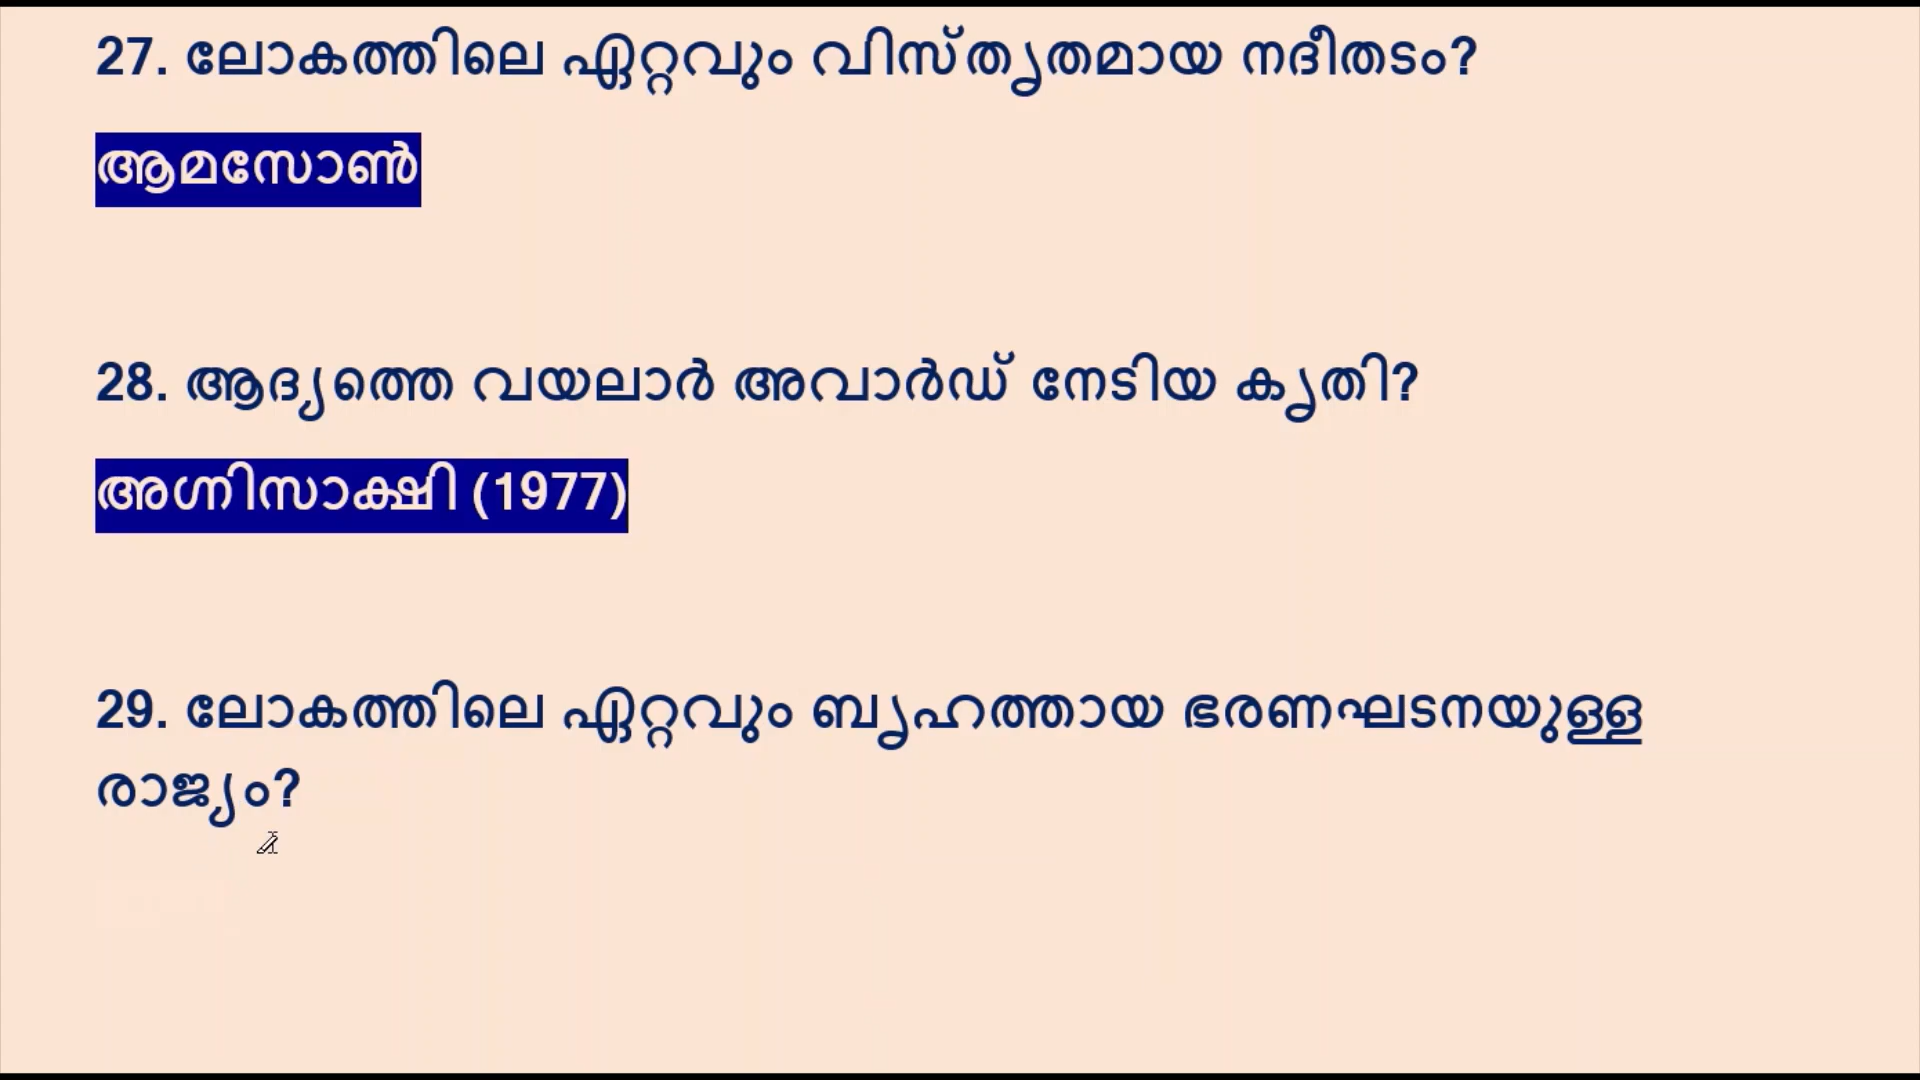 27. ലോകത്തിലെ ഏറ്റവും വിസ്തൃതമായ നദീതടം?
ആമസോൺ
28. ആദ്യത്തെ വയലാർ അവാർഡ് നേടിയ കൃതി?
അഗ്നിസാക്ഷി (1977)
29. ലോകത്തിലെ ഏറ്റവും ബൃഹത്തായ ഭരണഘടനയുള്ള
രാജ്യം?